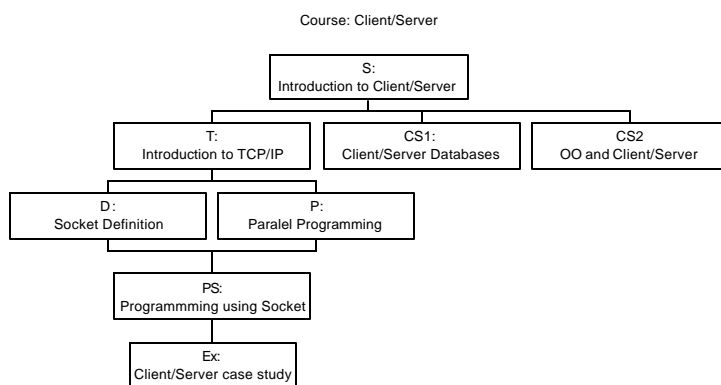 Course: Client/Server
S:
Introduction to Client/Server
T:
Introduction to TCP/IP
CS1:
Client/Server Databases
CS2
OO and Client/Server
D:
Socket Definition
P:
Paralel Programming
PS:
Programmming using Socket
Ex:
Client/Server case study